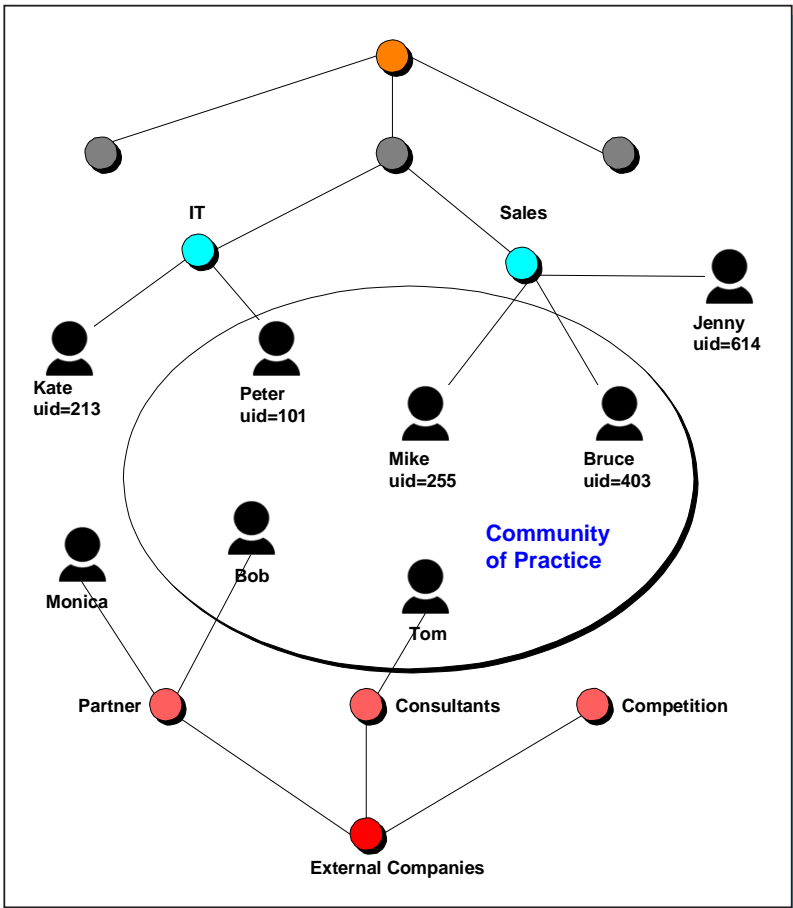 IT
Sales
Jenny
uid=614
Kate
uid=213
Peter
uid=101
Mike
uid=255
Bruce
uid=403
Community
of Practice
Monica
Bob
Tom
Partner
Consultants
Competition
External Companies